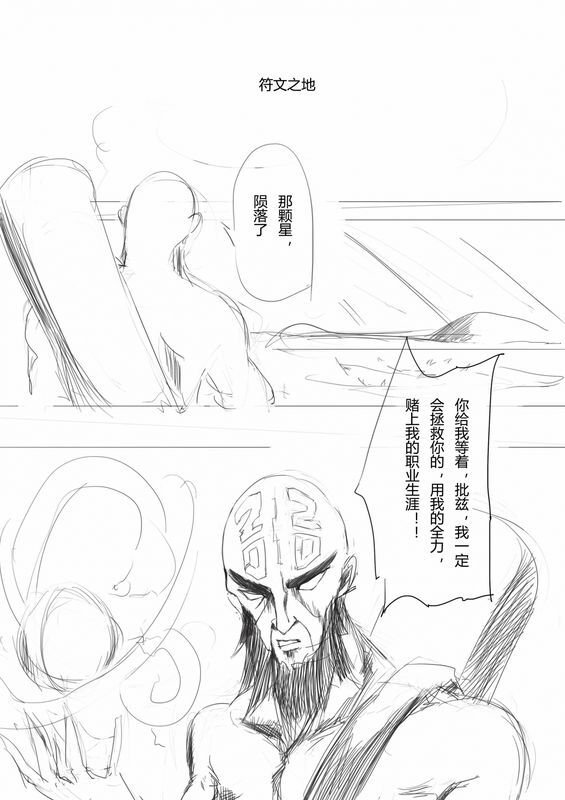 符文之地
那颗星，
陨落了
你给我等着，批兹，我一定
会拯救你的，用我的全力，
赌上我的职业生涯！！